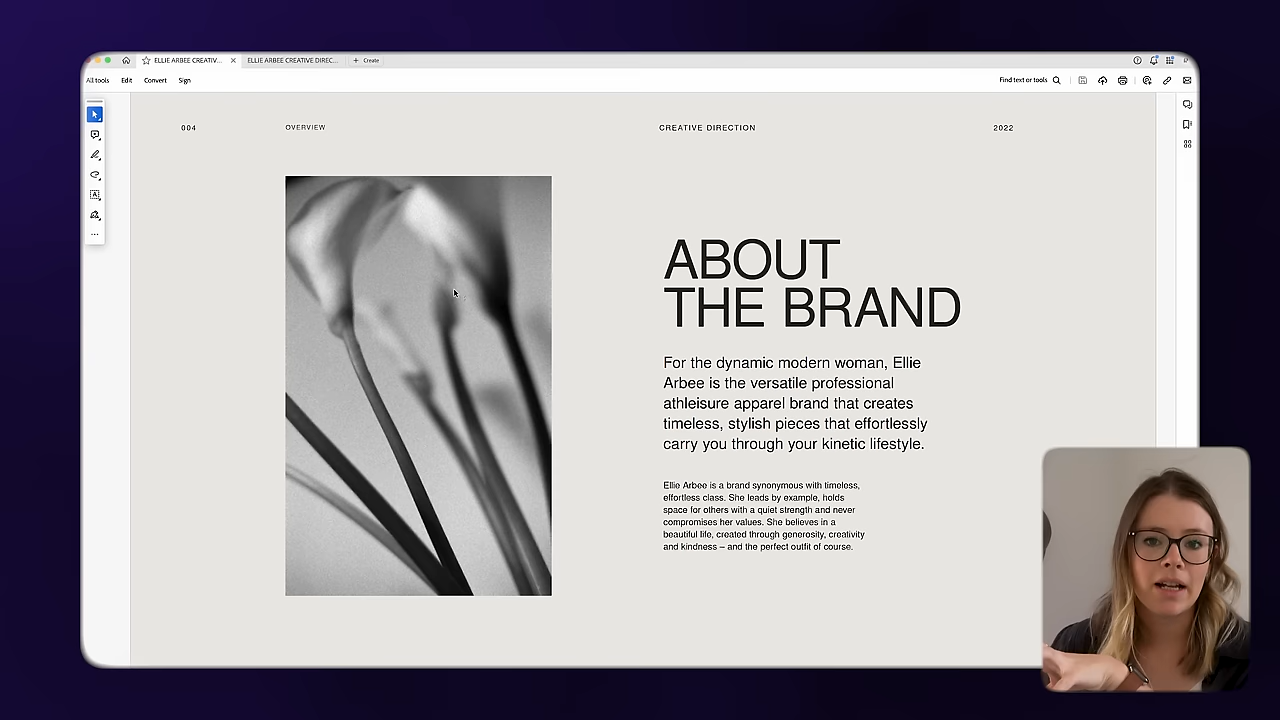 ELLIE ARBEE CREATIV...
ELLIE ARBEE CREATIVE DIREC...
Create
All tools
Edit
Convert
Sign
Find text or tools
004
OVERVIEW
CREATIVE DIRECTION
2022
ABOUT
THE BRAND
For the dynamic modern woman, Ellie
Arbee is the versatile professional
athleisure apparel brand that creates
timeless, stylish pieces that effortlessly
carry you through your kinetic lifestyle.
Ellie Arbee is a brand synonymous with timeless,
effortless class. She leads by example, holds
space for others with a quiet strength and never
compromises her values. She believes in a
beautiful life, created through generosity, creativity
and kindness – and the perfect outfit of course.